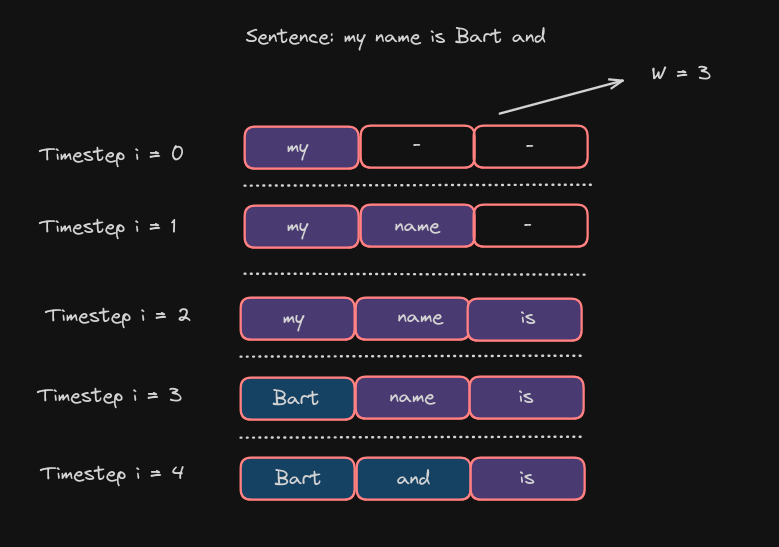 Sentence: my name is Bart and
W = 3
Timestep i = 0 my - -
Timestep i = 1 my name -
Timestep i = 2 my name is
Timestep i = 3 Bart name is
Timestep i = 4 Bart and is